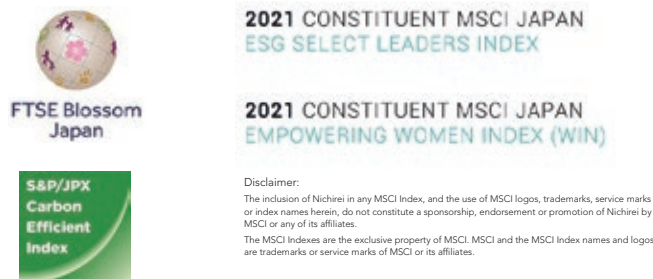 FTSE Blossom
Japan
2021 CONSTITUENT MSCI JAPAN
ESG SELECT LEADERS INDEX
2021 CONSTITUENT MSCI JAPAN
EMPOWERING WOMEN INDEX (WIN)
S&P/JPX
Carbon
Efficient
Index
Disclaimer:
The inclusion of Nichirei in any MSCI Index, and the use of MSCI logos, trademarks, service marks
or index names herein, do not constitute a sponsorship, endorsement or promotion of Nichirei by
MSCI or any of its affiliates.
The MSCI Indexes are the exclusive property of MSCI. MSCI and the MSCI Index names and logos
are trademarks or service marks of MSCI or its affiliates.